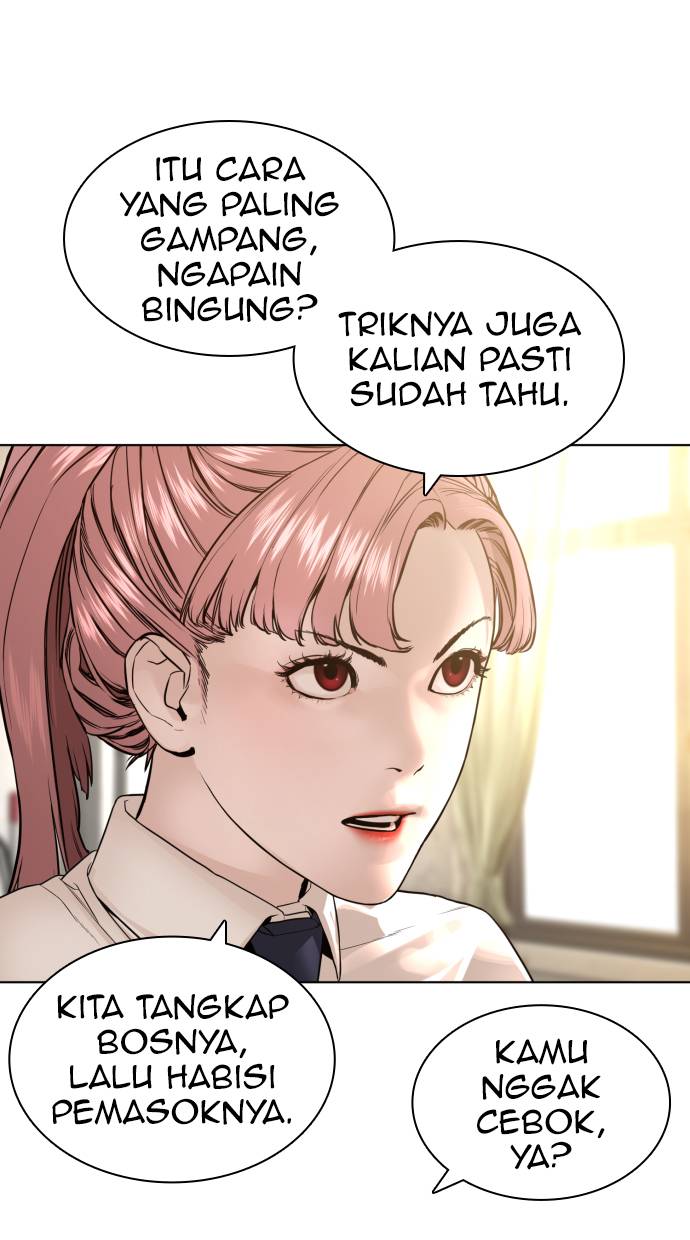 ITU CARA
YANG PALING
GAMPANG,
NGAPAIN
BINGUNG?
TRIKNYA JUGA
KALIAN PASTI
SUDAH TAHU.
KITA TANGKAP
BOSNYA,
LALU HABISI
PEMASOKNYA.
KAMU
NGGAK
CEBOK,
YA?